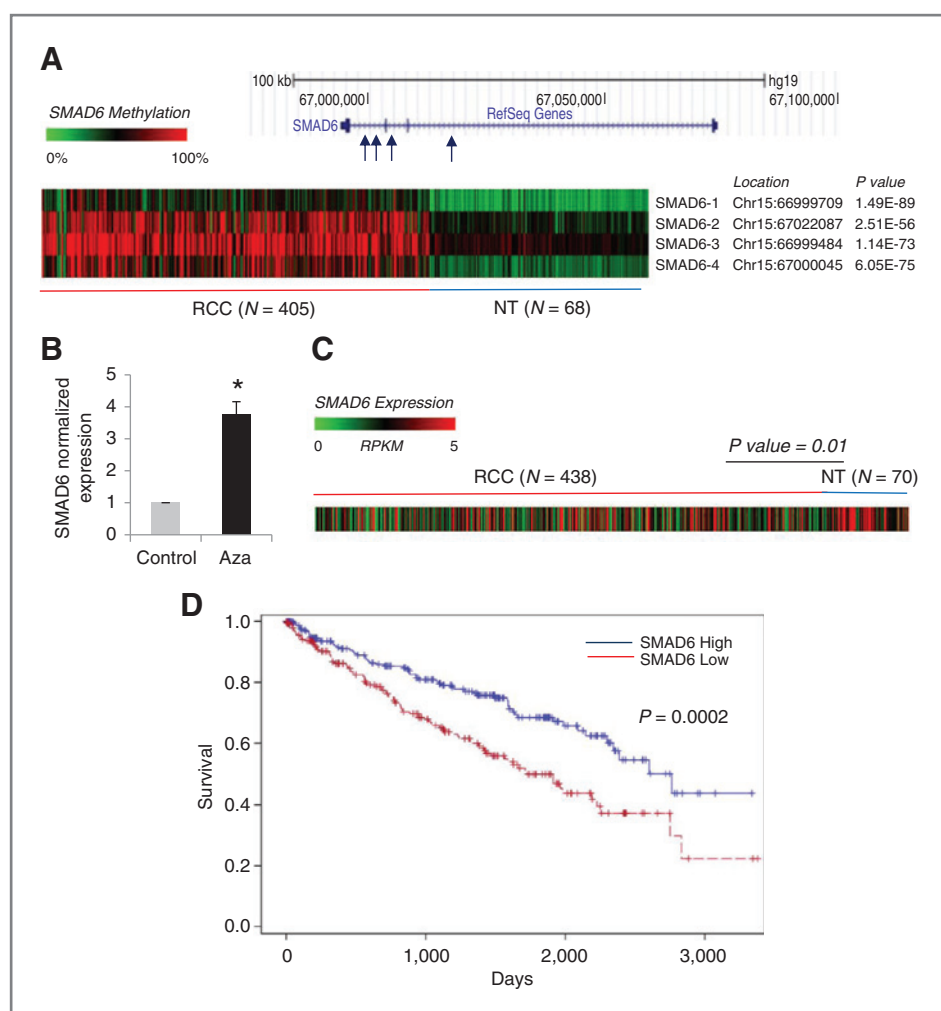 A
100 kb
hg19
67,000,000
67,050,000
67,100,000
RefSeq Genes
SMAD6
SMAD6 Methylation
0% 100%
Location P value
SMAD6-1 Chr15:66999709 1.49E-89
SMAD6-2 Chr15:67022087 2.51E-56
SMAD6-3 Chr15:66999484 1.14E-73
SMAD6-4 Chr15:67000045 6.05E-75
RCC (N = 405) NT (N = 68)
B
SMAD6 normalized
expression
5
4
3
2
1
0
*
Control Aza
C
SMAD6 Expression
0 RPKM 5
P value = 0.01
RCC (N = 438) NT (N = 70)
D
Survival
1.0
0.8
0.6
0.4
0.2
0.0
SMAD6 High
SMAD6 Low
P = 0.0002
0 1,000 2,000 3,000
Days